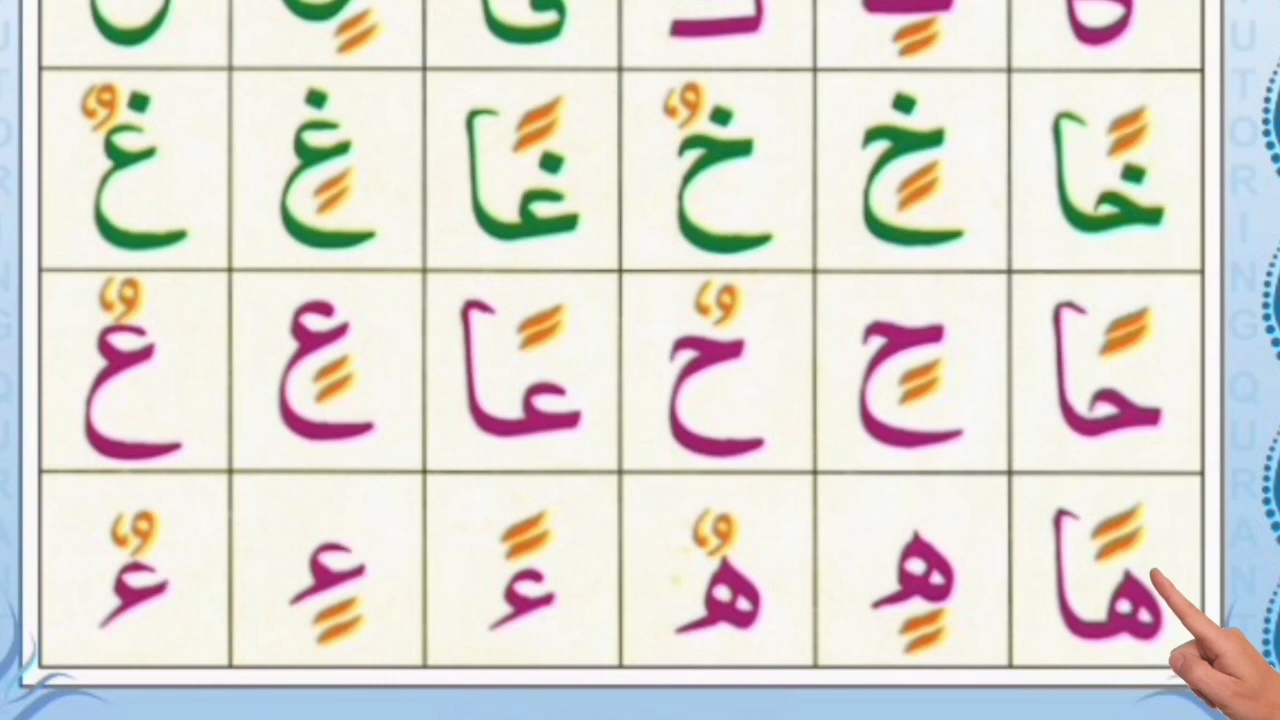 خًا خٍ خٌ غًا غٍ غٌ
حًا حٍ حٌ عًا عٍ عٌ
هًا هٍ هٌ ءً ءٍ ءٌ